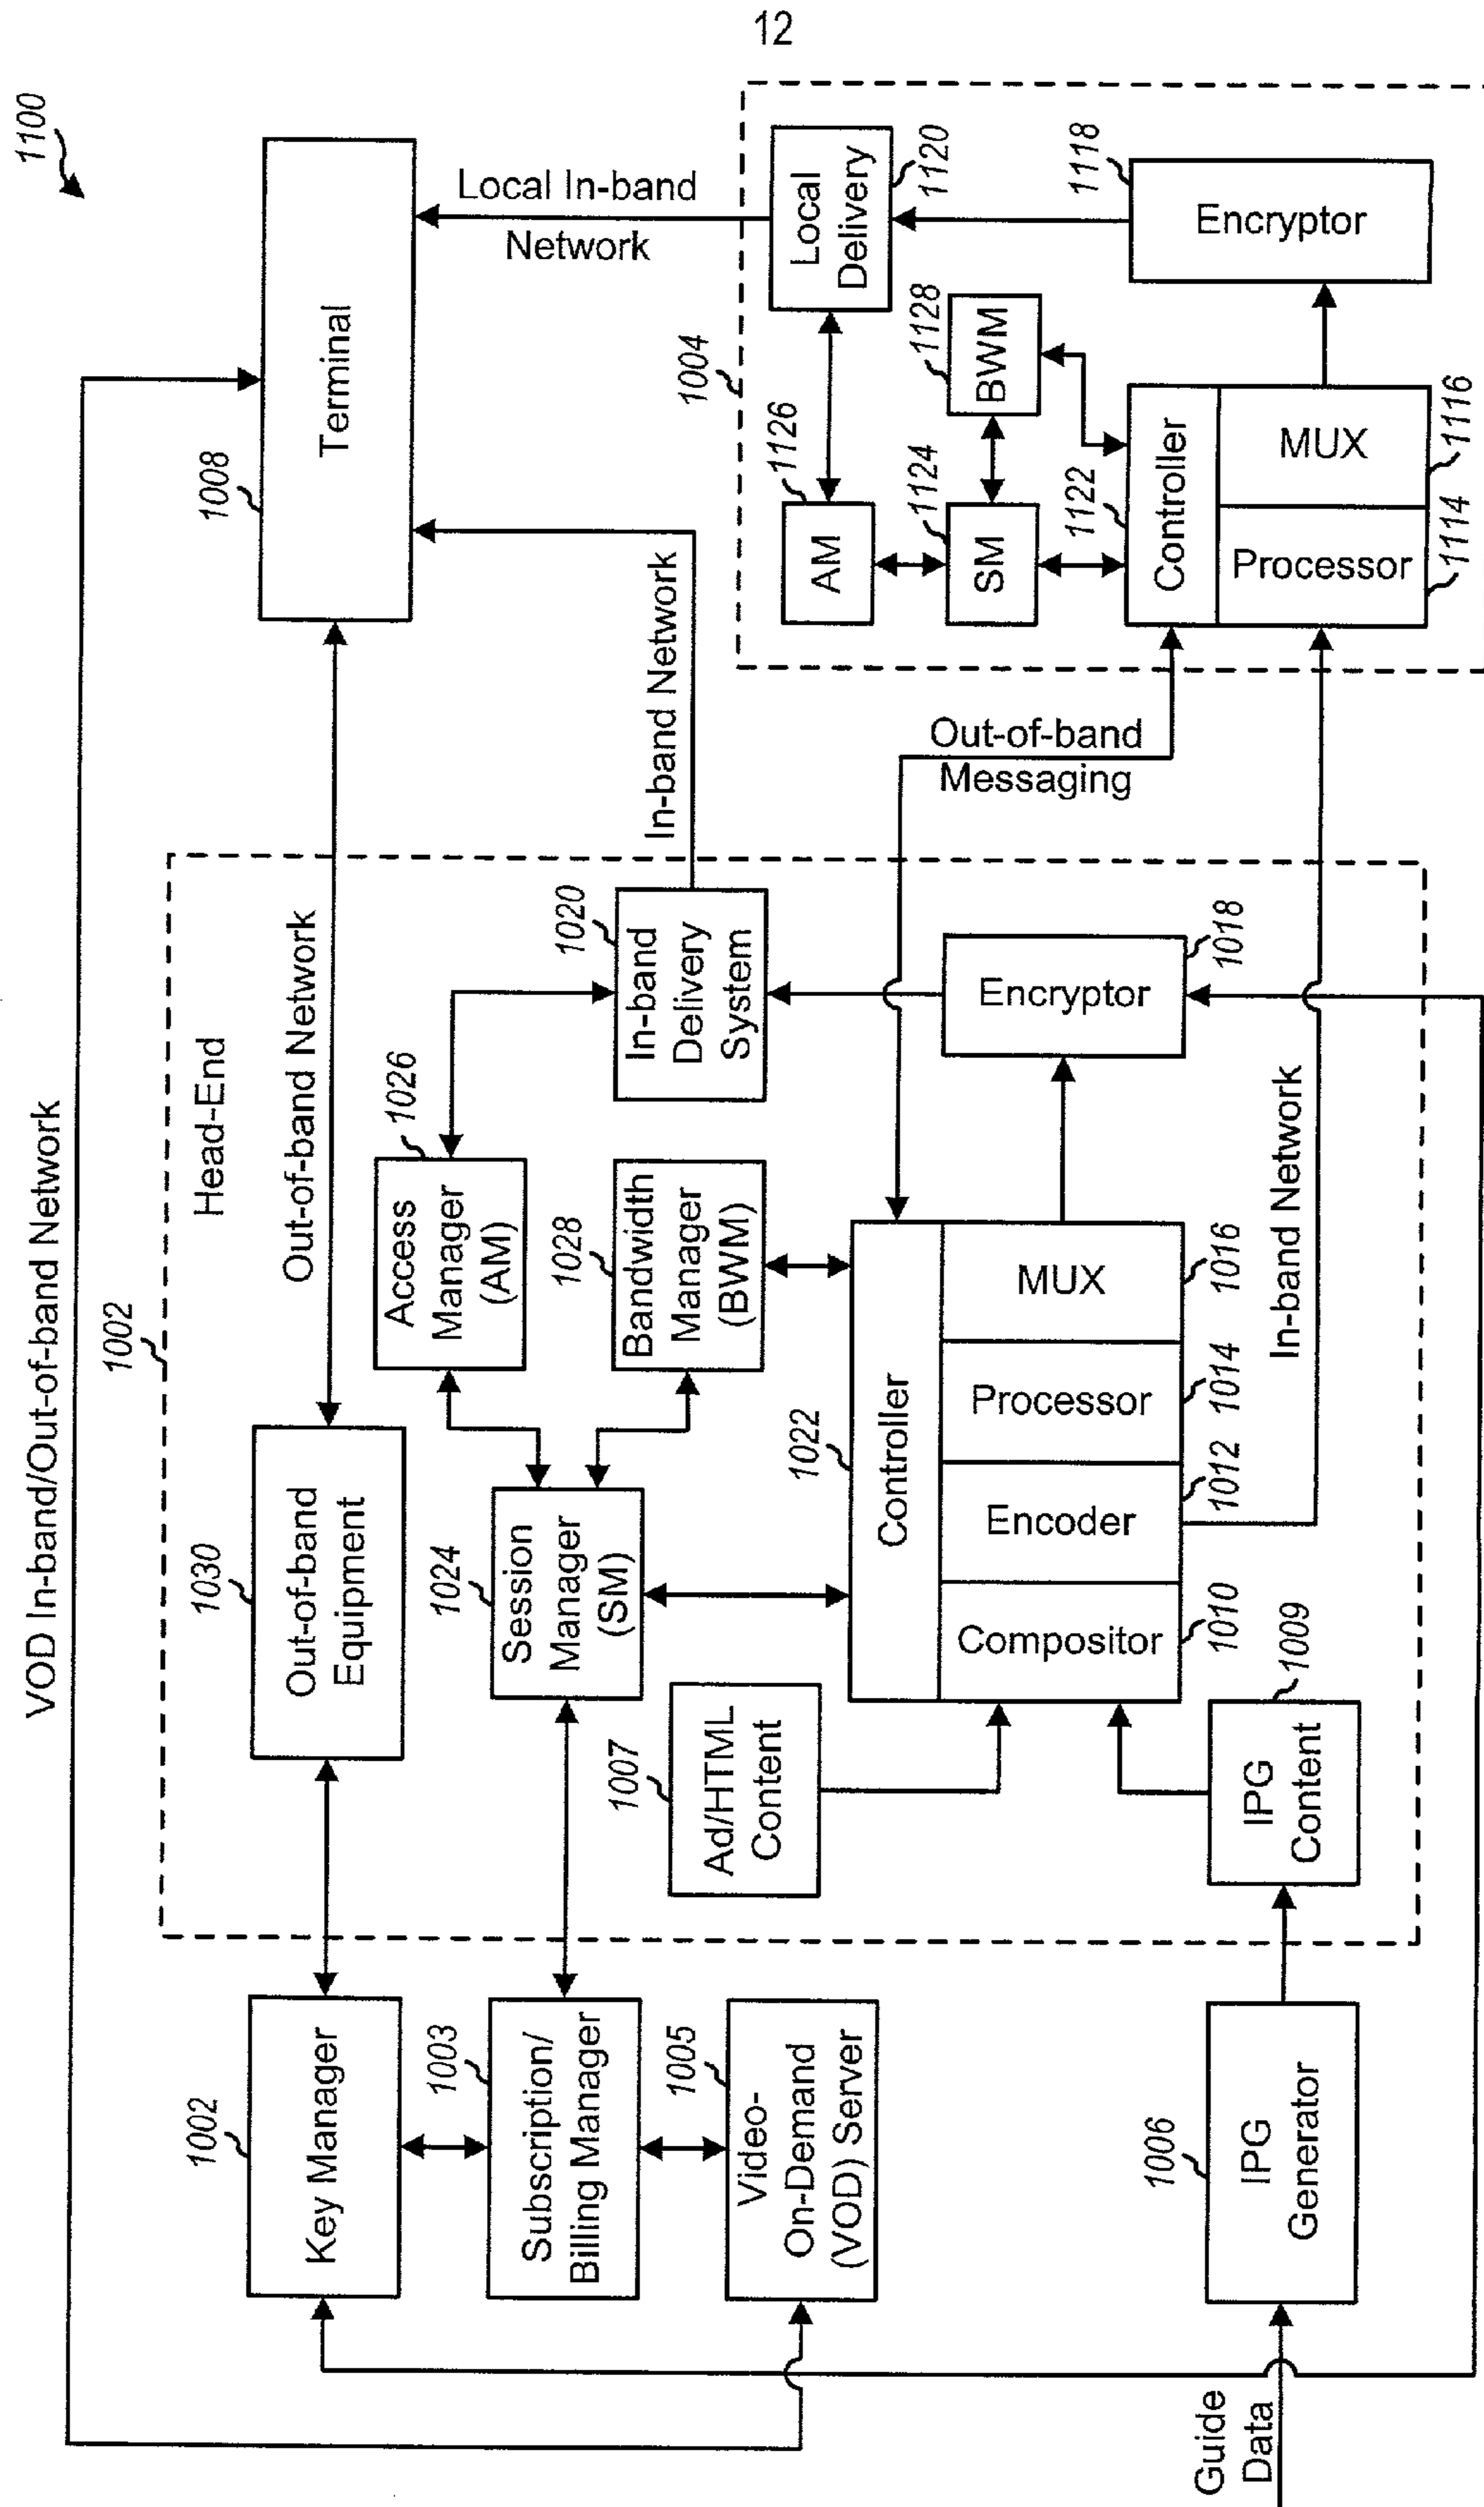 12
1100
VOD In-band/Out-of-band Network
1002
Head-End
Out-of-band Network
1002
Key Manager
1030
Out-of-band
Equipment
1008
Terminal
1003
Subscription/
Billing Manager
1024
Session
Manager
(SM)
1026
Access
Manager
(AM)
1020
In-band
Delivery
System
In-band Network
Local In-band
Network
1005
Video-
On-Demand
(VOD) Server
1007
Ad/HTML
Content
1028
Bandwidth
Manager
(BWM)
1022
Controller
Compositor
1010
Encoder
1012
Processor
1014
MUX
1016
Encryptor
1018
In-band Network
Out-of-band
Messaging
1006
IPG
Generator
1009
IPG
Content
Guide
Data
1004
AM
1126
Local
Delivery
1120
SM
1124
BWM
1128
1122
Controller
Processor
1114
MUX
1116
Encryptor
1118